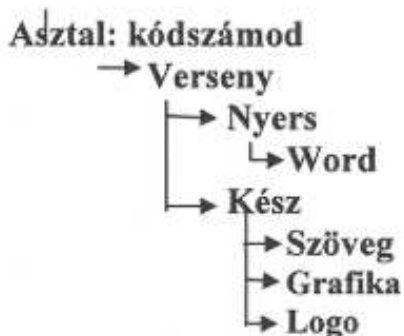 Asztal: kódszámod
Verseny
Nyers
Word
Kész
Szöveg
Grafika
Logo